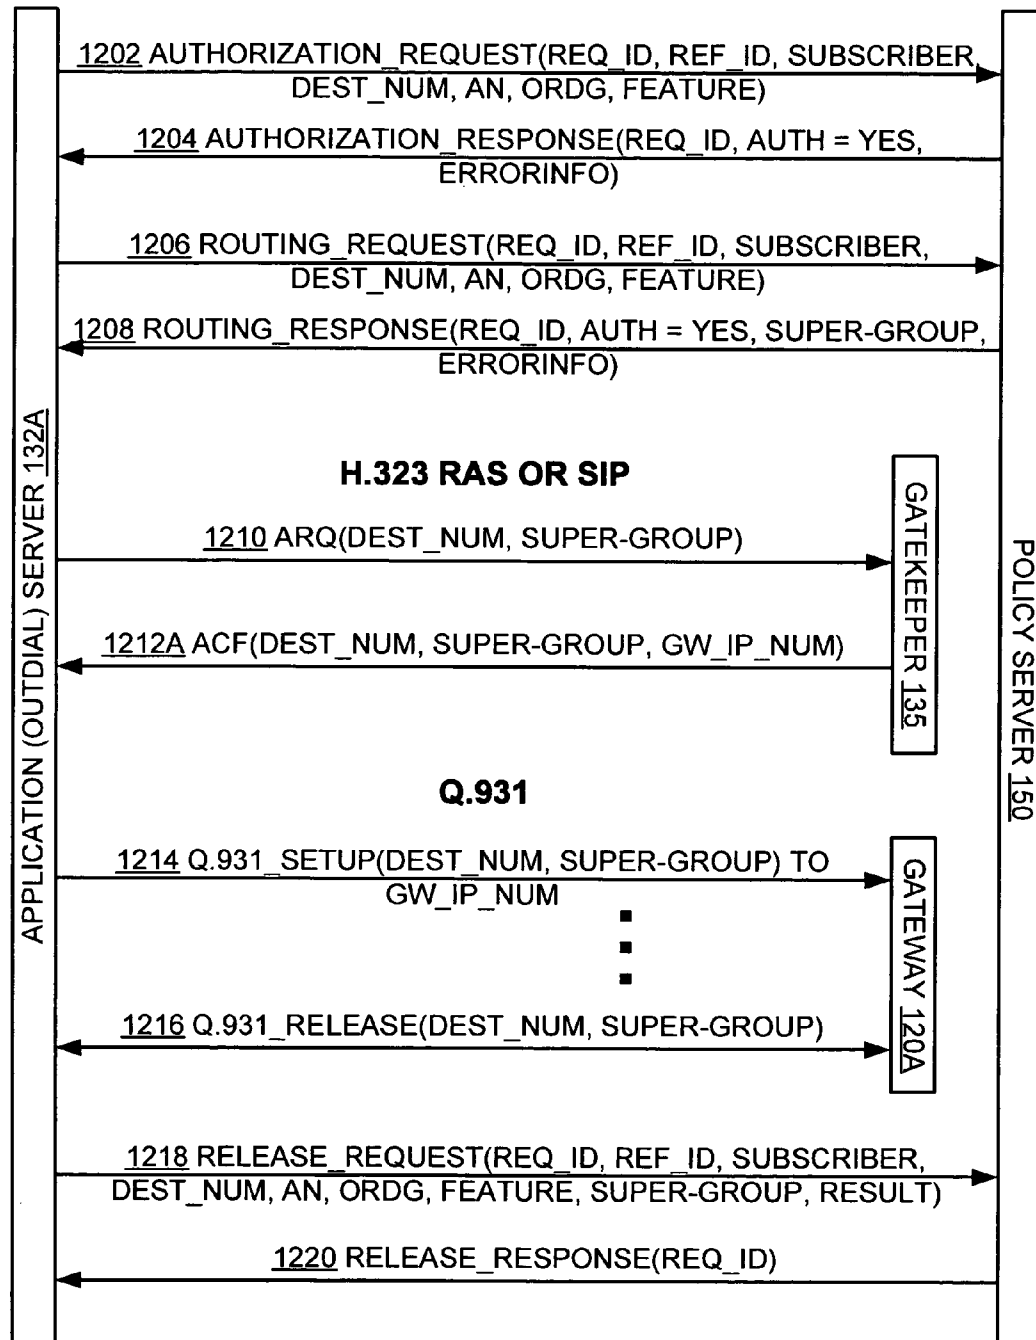 1202 AUTHORIZATION_REQUEST(REQ_ID, REF_ID, SUBSCRIBER,
DEST_NUM, AN, ORDG, FEATURE)
1204 AUTHORIZATION_RESPONSE(REQ_ID, AUTH = YES,
ERRORINFO)
1206 ROUTING_REQUEST(REQ_ID, REF_ID, SUBSCRIBER,
DEST_NUM, AN, ORDG, FEATURE)
1208 ROUTING_RESPONSE(REQ_ID, AUTH = YES, SUPER-GROUP,
ERRORINFO)
APPLICATION (OUTDIAL) SERVER 132A
H.323 RAS OR SIP
1210 ARQ(DEST_NUM, SUPER-GROUP)
1212A ACF(DEST_NUM, SUPER-GROUP, GW_IP_NUM)
GATEKEEPER 135
POLICY SERVER 150
Q.931
1214 Q.931_SETUP(DEST_NUM, SUPER-GROUP) TO
GW_IP_NUM
1216 Q.931_RELEASE(DEST_NUM, SUPER-GROUP)
GATEWAY 120A
1218 RELEASE_REQUEST(REQ_ID, REF_ID, SUBSCRIBER,
DEST_NUM, AN, ORDG, FEATURE, SUPER-GROUP, RESULT)
1220 RELEASE_RESPONSE(REQ_ID)